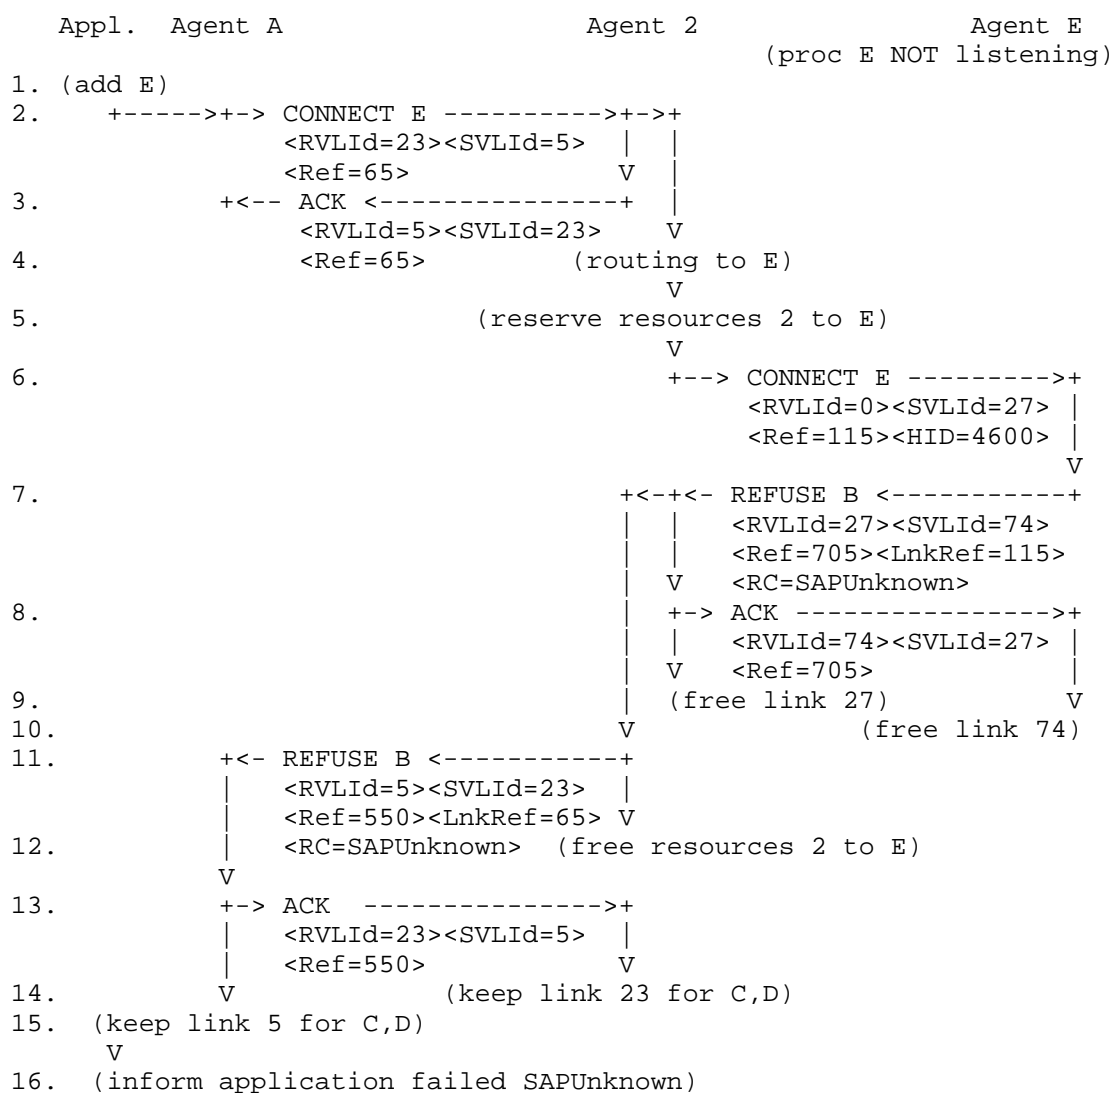 Appl.  Agent A                    Agent 2                  Agent E
                                                (proc E NOT listening)
1. (add E)
2.     +----->+-> CONNECT E ---------->+->+
                  <RVLId=23><SVLId=5>  |  |
                  <Ref=65>             V  |
3.            +<-- ACK <---------------+  |
                   <RVLId=5><SVLId=23>    V
4.                 <Ref=65>         (routing to E)
                                          V
5.                            (reserve resources 2 to E)
                                          V
6.                                        +--> CONNECT E --------->+
                                               <RVLId=0><SVLId=27> |
                                               <Ref=115><HID=4600> |
                                                                   V
7.                                     +<-+<- REFUSE B <-----------+
                                       |  |   <RVLId=27><SVLId=74>
                                       |  |   <Ref=705><LnkRef=115>
                                       |  V   <RC=SAPUnknown>
8.                                     |  +-> ACK ---------------->+
                                       |  |   <RVLId=74><SVLId=27> |
                                       |  V   <Ref=705>            |
9.                                     |  (free link 27)           V
10.                                    V              (free link 74)
11.           +<- REFUSE B <-----------+
              |   <RVLId=5><SVLId=23>  |
              |   <Ref=550><LnkRef=65> V
12.           |   <RC=SAPUnknown>  (free resources 2 to E)
              V
13.           +-> ACK  --------------->+
              |   <RVLId=23><SVLId=5>  |
              |   <Ref=550>            V
14.           V             (keep link 23 for C,D)
15.   (keep link 5 for C,D)
       V
16.   (inform application failed SAPUnknown)